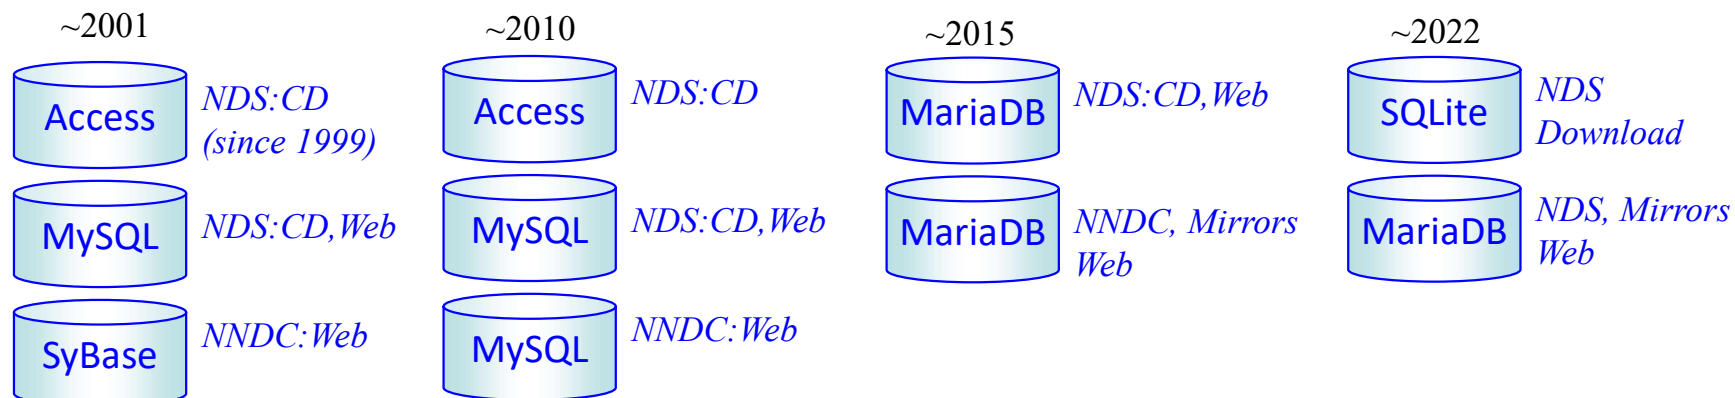 ~2001
Access
NDS:CD
(since 1999)
MySQL
NDS:CD,Web
SyBase
NNDC:Web
~2010
Access
NDS:CD
MySQL
NDS:CD,Web
MySQL
NNDC:Web
~2015
MariaDB
NDS:CD,Web
MariaDB
NNDC, Mirrors
Web
~2022
SQLite
NDS
Download
MariaDB
NDS, Mirrors
Web